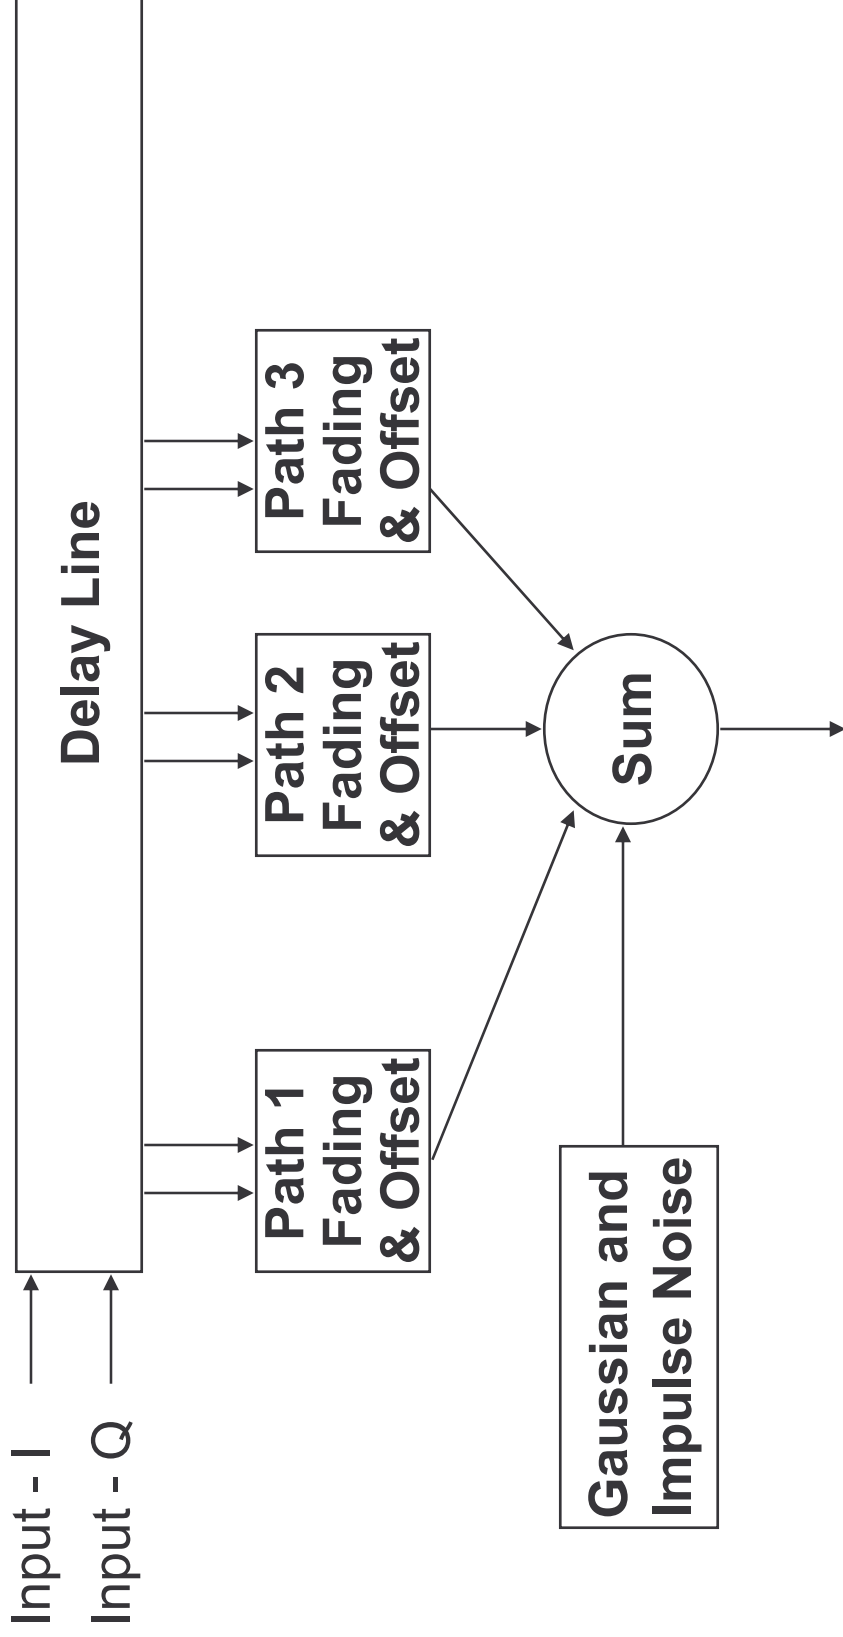 Input - I
Input - Q
Delay Line
Path 1
Fading
& Offset
Path 2
Fading
& Offset
Path 3
Fading
& Offset
Gaussian and
Impulse Noise
Sum